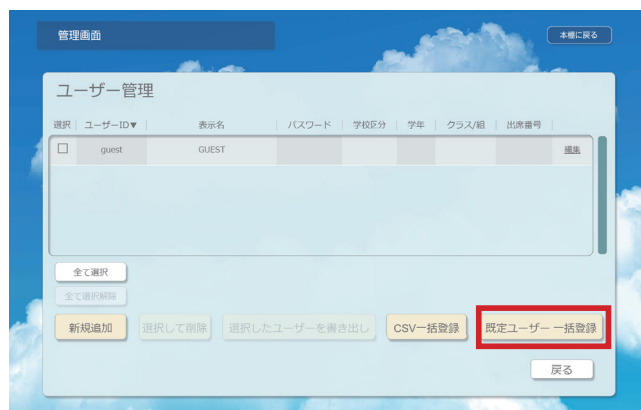 管理画面
本棚に戻る
ユーザー管理
選択 ユーザーID▼ 表示名 パスワード 学校区分 学年 クラス/組 出席番号
guest GUEST 編集
全て選択
全て選択解除
新規追加 選択して削除 選択したユーザーを書き出し CSV一括登録 既定ユーザー 一括登録
戻る